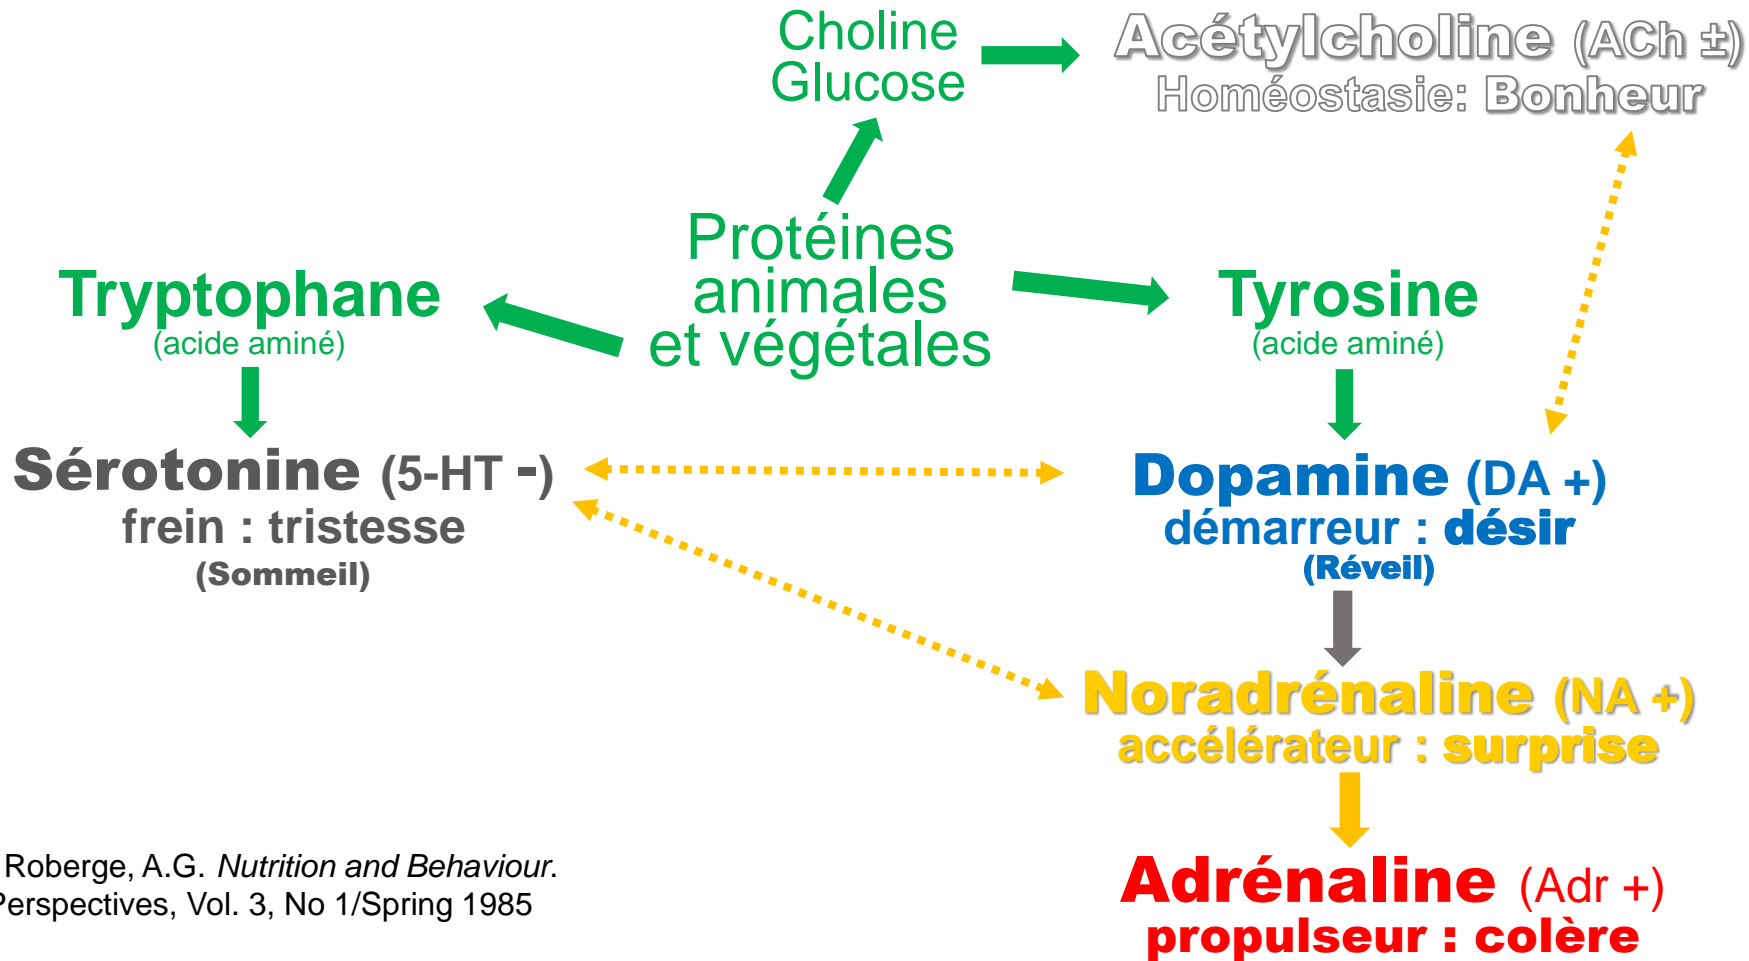 Choline
Glucose
Acétylcholine (ACh ±)
Homéostasie: Bonheur
Protéines
animales
et végétales
Tryptophane
(acide aminé)
Tyrosine
(acide aminé)
Sérotonine (5-HT -)
frein : tristesse
(Sommeil)
Dopamine (DA +)
démarreur : désir
(Réveil)
Noradrénaline (NA +)
accélérateur : surprise
Adrénaline (Adr +)
propulseur : colère
Roberge, A.G. Nutrition and Behaviour.
Perspectives, Vol. 3, No 1/Spring 1985